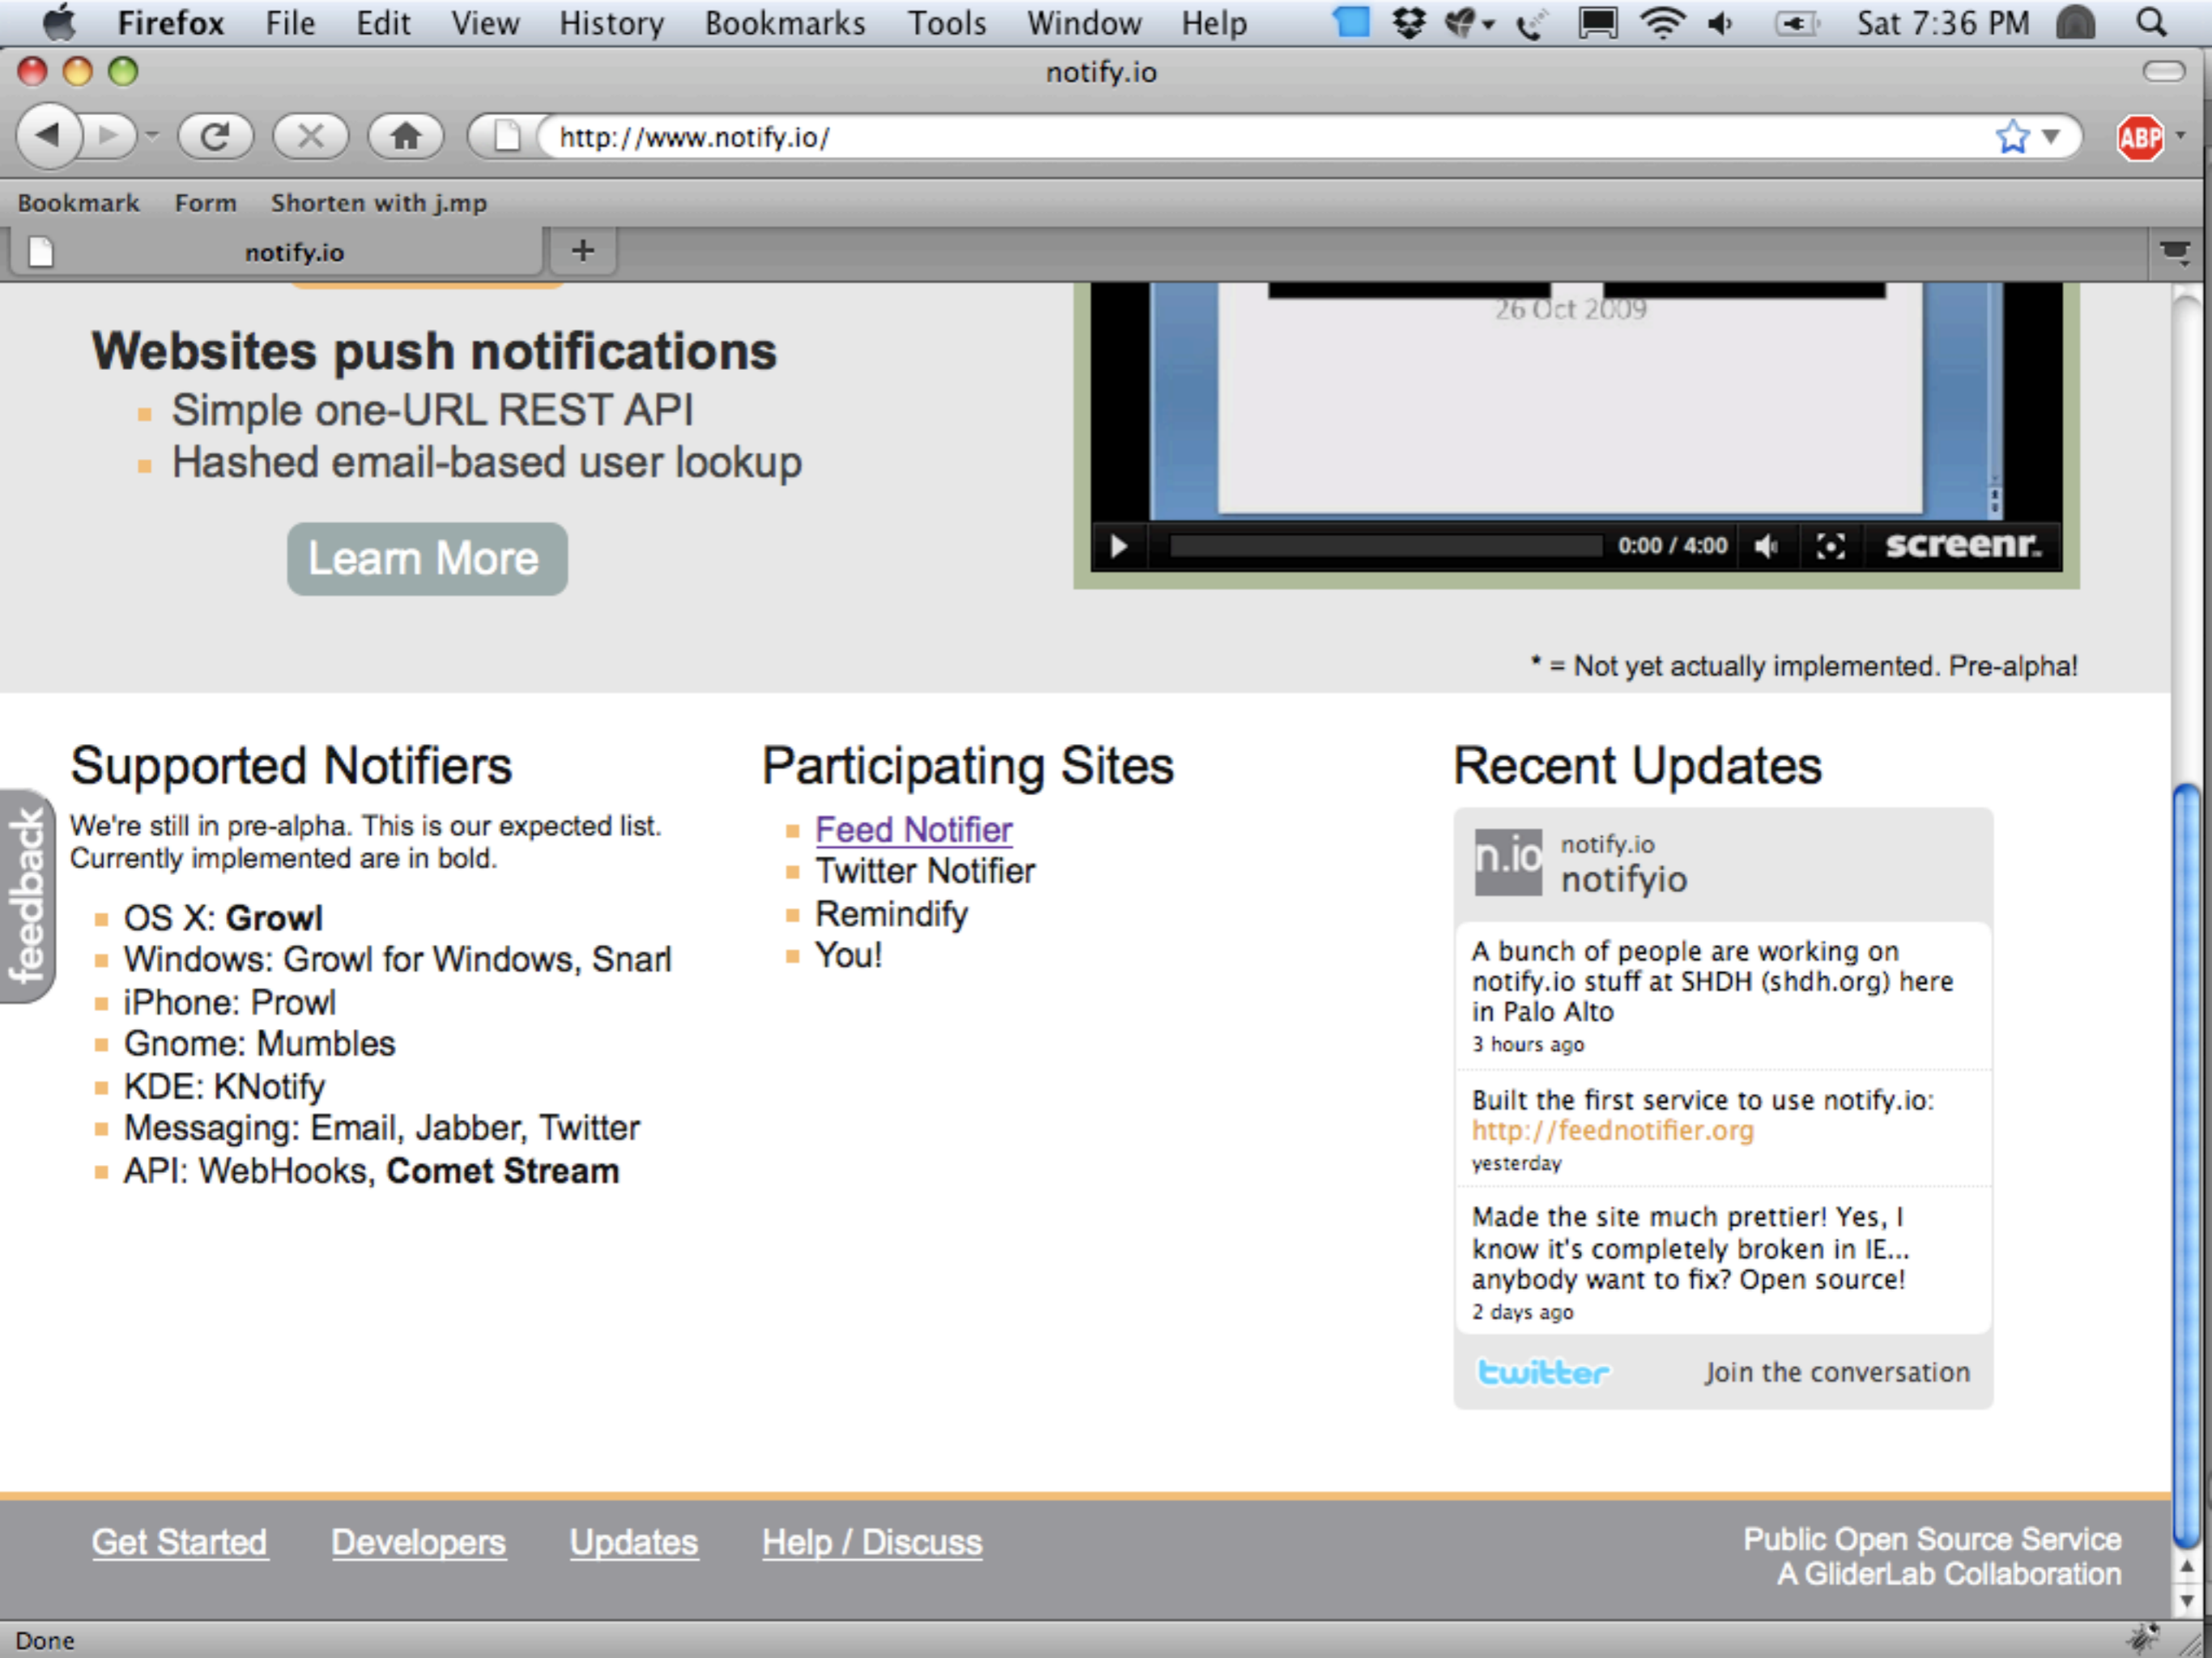 Firefox File Edit View History Bookmarks Tools Window Help Sat 7:36 PM
notify.io
http://www.notify.io/
ABP
Bookmark Form Shorten with j.mp
notify.io
26 Oct 2009
Websites push notifications
Simple one-URL REST API
Hashed email-based user lookup
Learn More
0:00 / 4:00 screenr.
* = Not yet actually implemented. Pre-alpha!
feedback
Supported Notifiers
We're still in pre-alpha. This is our expected list.
Currently implemented are in bold.
OS X: Growl
Windows: Growl for Windows, Snarl
iPhone: Prowl
Gnome: Mumbles
KDE: KNotify
Messaging: Email, Jabber, Twitter
API: WebHooks, Comet Stream
Participating Sites
Feed Notifier
Twitter Notifier
Remindify
You!
Recent Updates
n.io
notify.io
notifyio
A bunch of people are working on
notify.io stuff at SHDH (shdh.org) here
in Palo Alto
3 hours ago
Built the first service to use notify.io:
http://feednotifier.org
yesterday
Made the site much prettier! Yes, I
know it's completely broken in IE...
anybody want to fix? Open source!
2 days ago
twitter Join the conversation
Get Started Developers Updates Help / Discuss
Public Open Source Service
A GliderLab Collaboration
Done